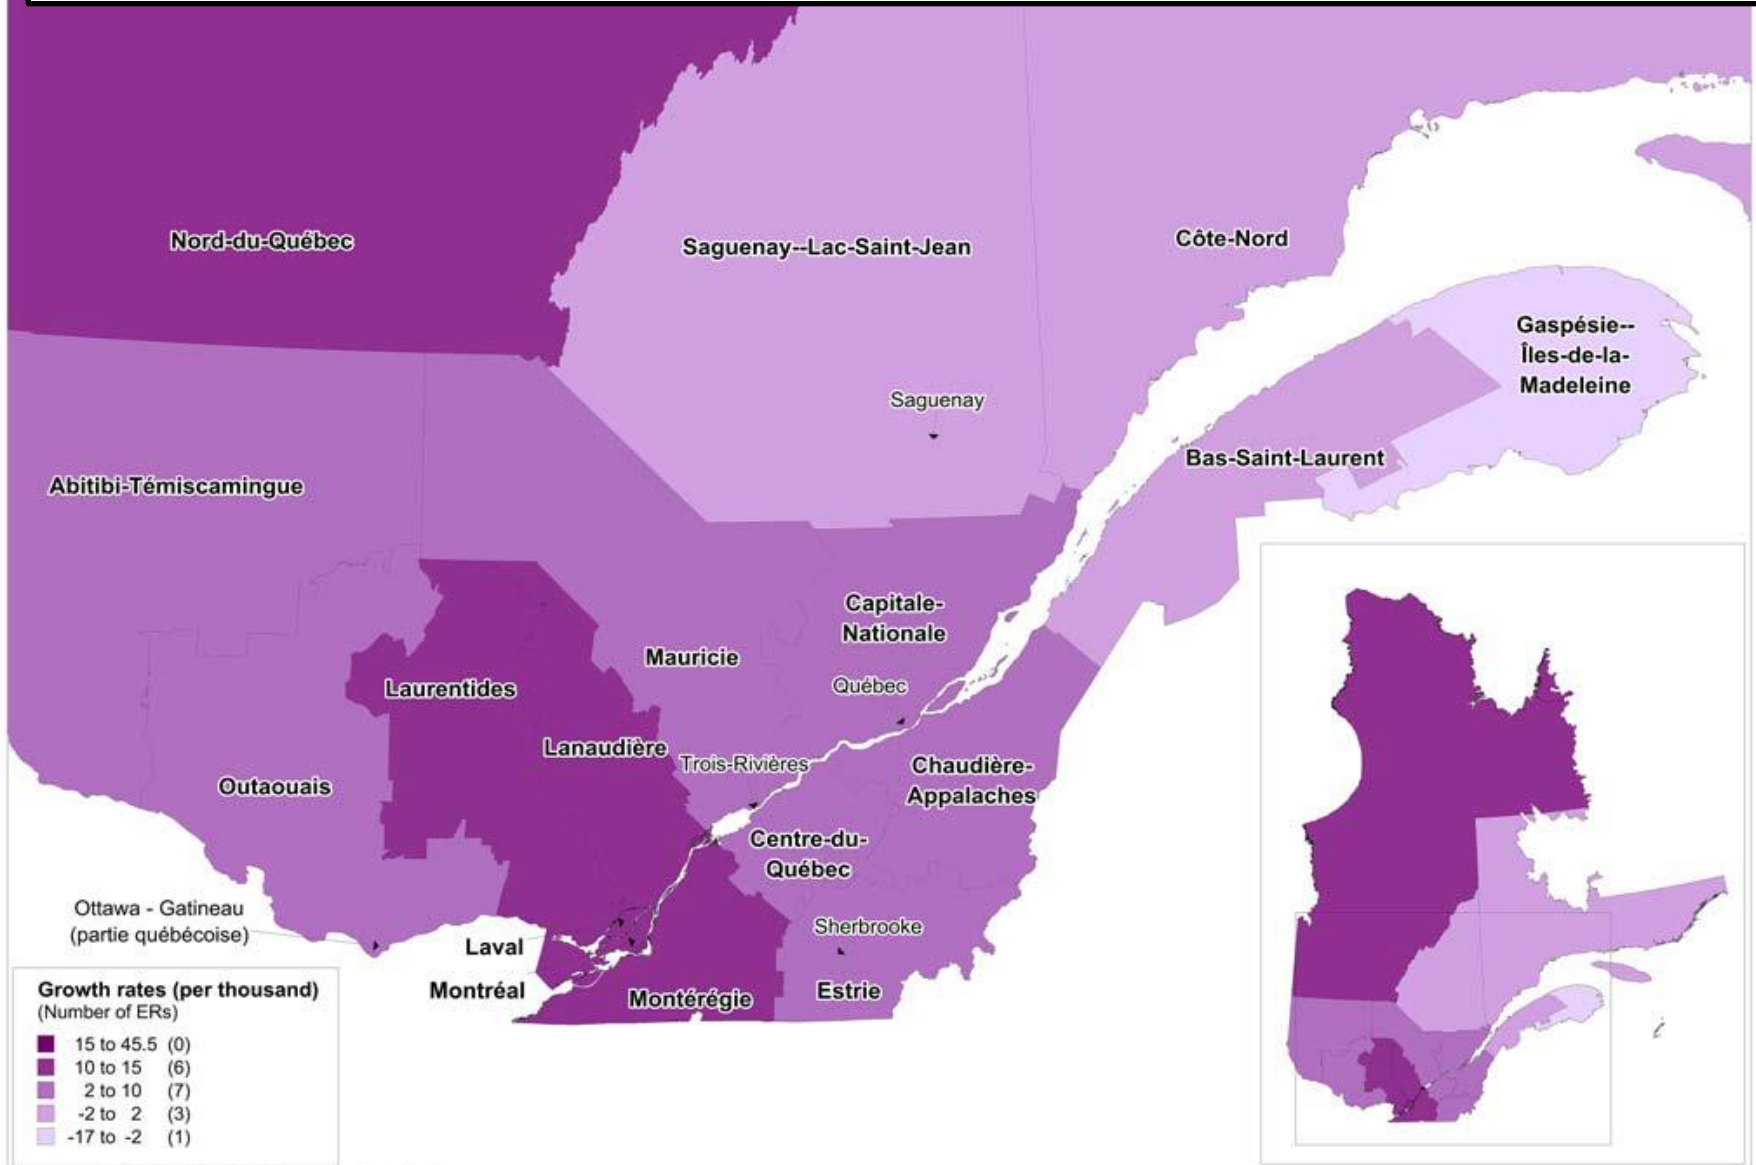 Nord-du-Québec
Saguenay--Lac-Saint-Jean
Côte-Nord
Gaspésie--
Îles-de-la-
Madeleine
Saguenay
Bas-Saint-Laurent
Abitibi-Témiscamingue
Capitale-
Nationale
Mauricie
Québec
Laurentides
Lanaudière
Trois-Rivières
Chaudière-
Appalaches
Outaouais
Centre-du-
Québec
Ottawa - Gatineau
(partie québécoise)
Sherbrooke
Laval
Montréal
Montérégie
Estrie
Growth rates (per thousand)
(Number of ERs)
15 to 45.5 (0)
10 to 15 (6)
2 to 10 (7)
-2 to 2 (3)
-17 to -2 (1)